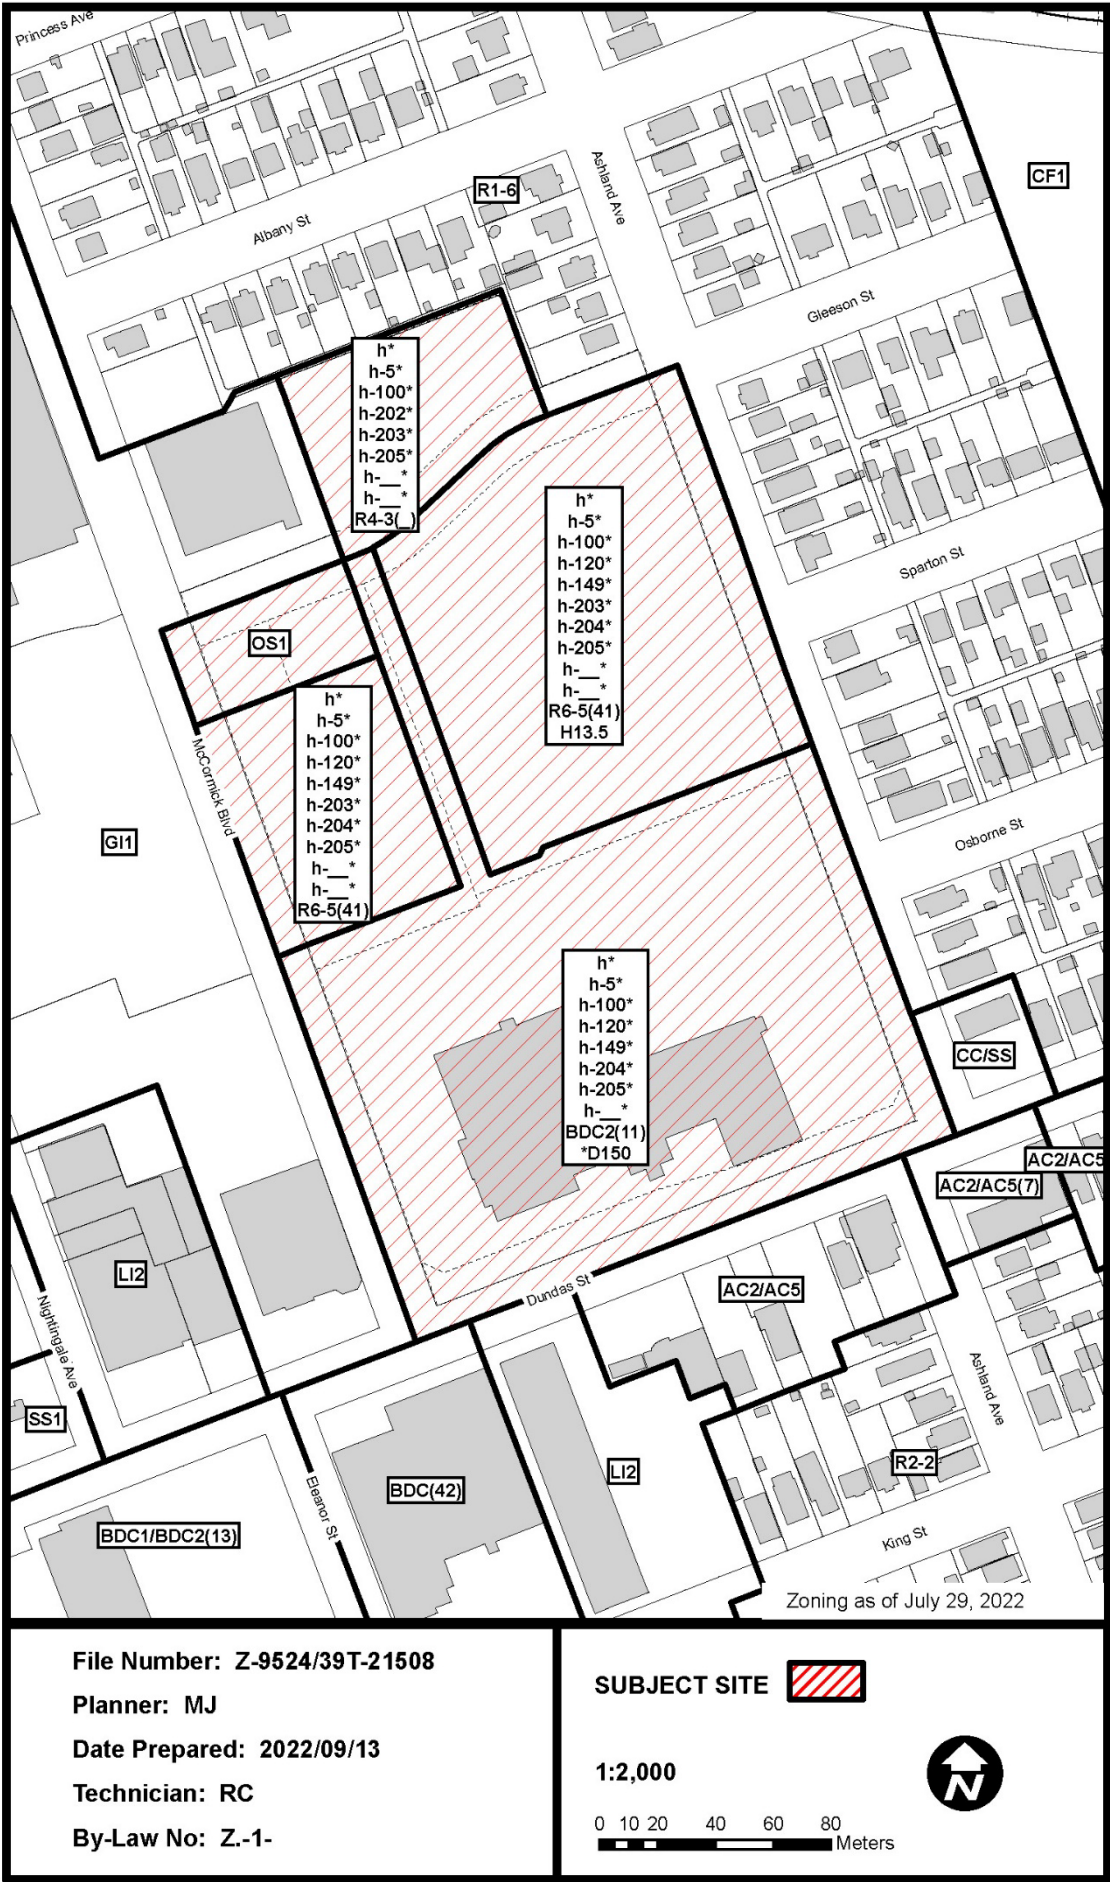 Princess Ave
CF1
Ashland Ave
R1-6
Albany St
Gleeson St
h*
h-5*
h-100*
h-202*
h-203*
h-205*
h-__*
h-__*
R4-3(_)
h*
h-5*
h-100*
h-120*
h-149*
h-203*
h-204*
h-205*
h-__*
h-__*
R6-5(41)
H13.5
Sparton St
OS1
h*
h-5*
h-100*
h-120*
h-149*
h-203*
h-204*
h-205*
h-__*
h-__*
R6-5(41)
McCormick Blvd
GI1
Osborne St
h*
h-5*
h-100*
h-120*
h-149*
h-204*
h-205*
h-__*
BDC2(11)
*D150
CC/SS
AC2/AC5
AC2/AC5(7)
LI2
Dundas St
AC2/AC5
Nightingale Ave
Ashland Ave
SS1
R2-2
LI2
BDC(42)
Eleanor St
BDC1/BDC2(13)
King St
Zoning as of July 29, 2022
File Number: Z-9524/39T-21508
Planner: MJ
Date Prepared: 2022/09/13
Technician: RC
By-Law No: Z.-1-
SUBJECT SITE
1:2,000
N
0 10 20 40 60 80
Meters